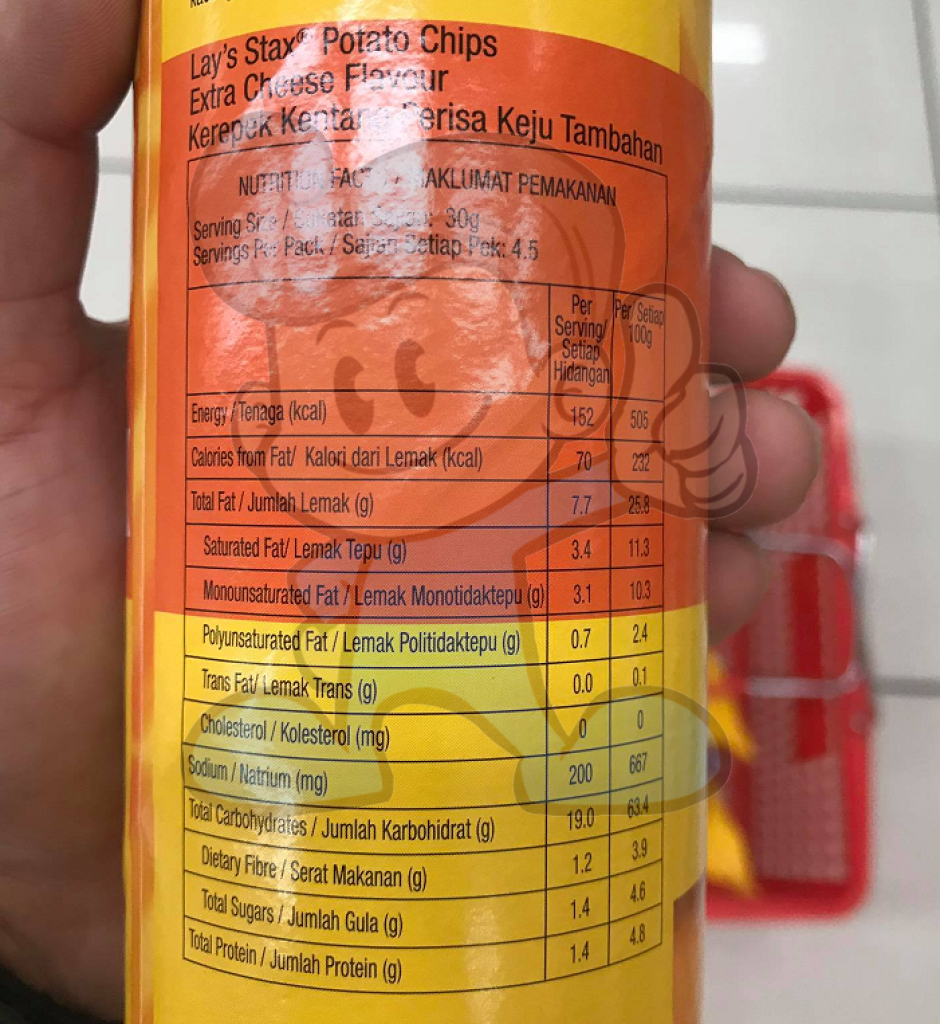 Lay's Stax® Potato Chips
Extra Cheese Flavour
Kerepek Kentang Perisa Keju Tambahan
NUTRITION FACTS / MAKLUMAT PEMAKANAN
Serving Size / Sukatan Sajian: 30g
Servings Per Pack / Sajian Setiap Pek: 4.5
Per Serving/ Setiap Hidangan Per/ Setiap 100g
Energy / Tenaga (kcal) 152 505
Calories from Fat/ Kalori dari Lemak (kcal) 70 232
Total Fat / Jumlah Lemak (g) 7.7 25.8
Saturated Fat/ Lemak Tepu (g) 3.4 11.3
Monounsaturated Fat / Lemak Monotidaktepu (g) 3.1 10.3
Polyunsaturated Fat / Lemak Politidaktepu (g) 0.7 2.4
Trans Fat/ Lemak Trans (g) 0.0 0.1
Cholesterol / Kolesterol (mg) 0 0
Sodium / Natrium (mg) 200 667
Total Carbohydrates / Jumlah Karbohidrat (g) 19.0 63.4
Dietary Fibre / Serat Makanan (g) 1.2 3.9
Total Sugars / Jumlah Gula (g) 1.4 4.6
Total Protein / Jumlah Protein (g) 1.4 4.8